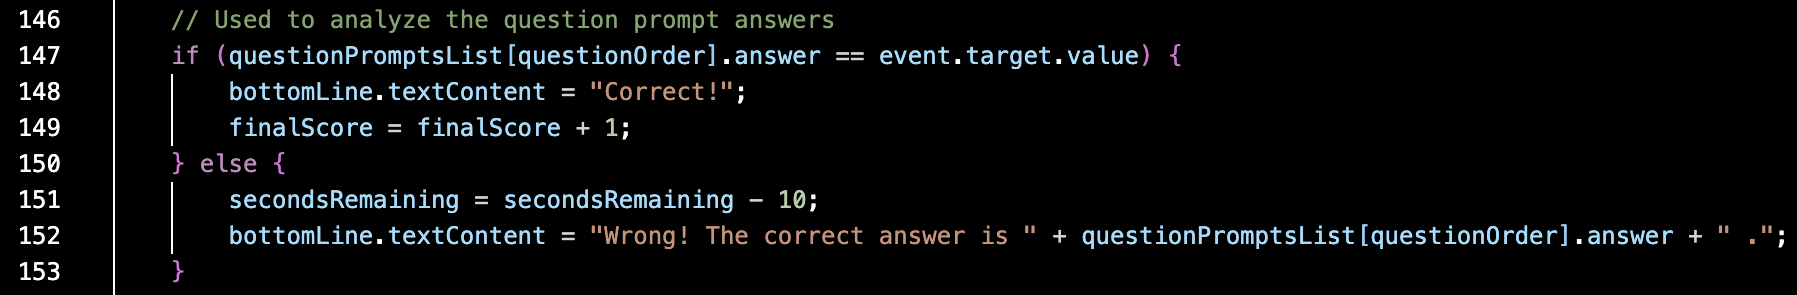 146 // Used to analyze the question prompt answers
147 if (questionPromptsList[questionOrder].answer == event.target.value) {
148 bottomLine.textContent = "Correct!";
149 finalScore = finalScore + 1;
150 } else {
151 secondsRemaining = secondsRemaining - 10;
152 bottomLine.textContent = "Wrong! The correct answer is " + questionPromptsList[questionOrder].answer + " .";
153 }